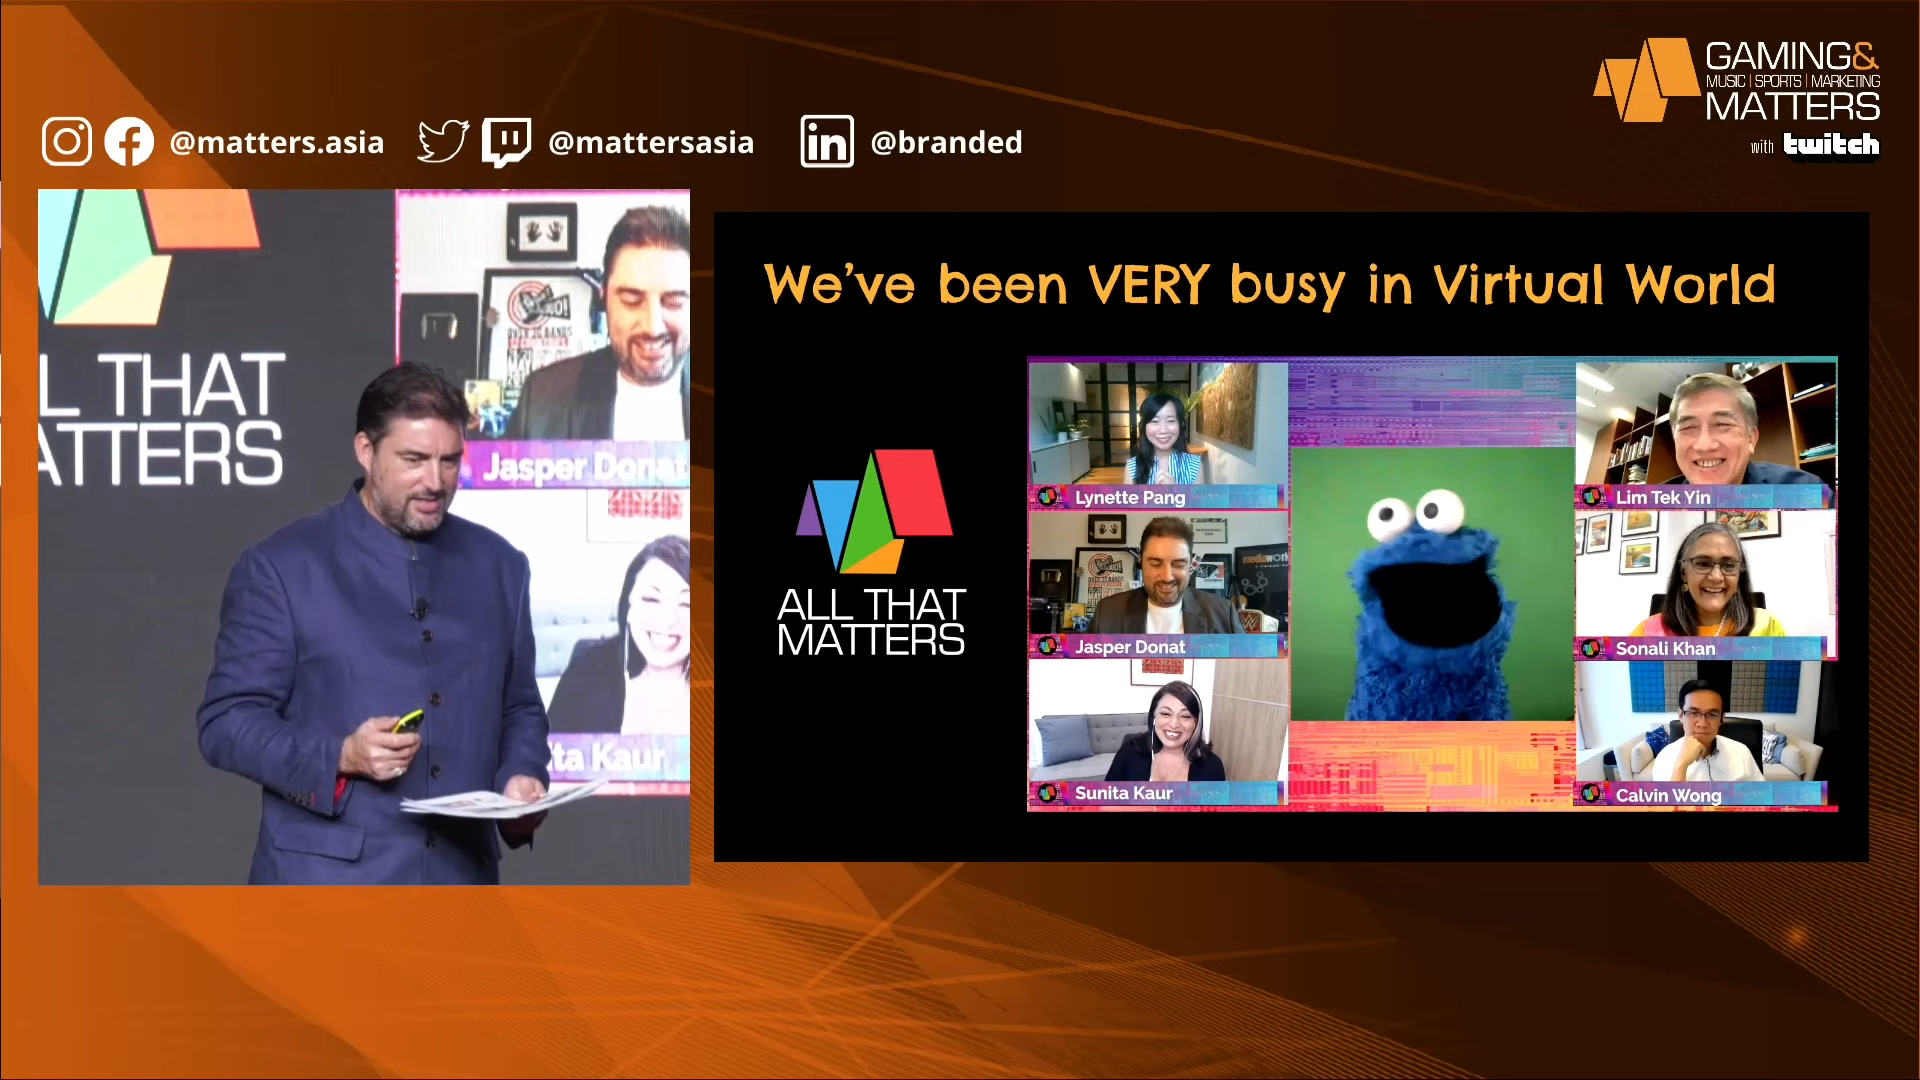 GAMING&
MUSIC | SPORTS | MARKETING
MATTERS
with twitch
@matters.asia
@mattersasia
@branded
L THAT
ATTERS
Jasper Donat
ita Kaur
We've been VERY busy in Virtual World
ALL THAT
MATTERS
Lynette Pang
Jasper Donat
Sunita Kaur
Lim Tek Yin
Sonali Khan
Calvin Wong